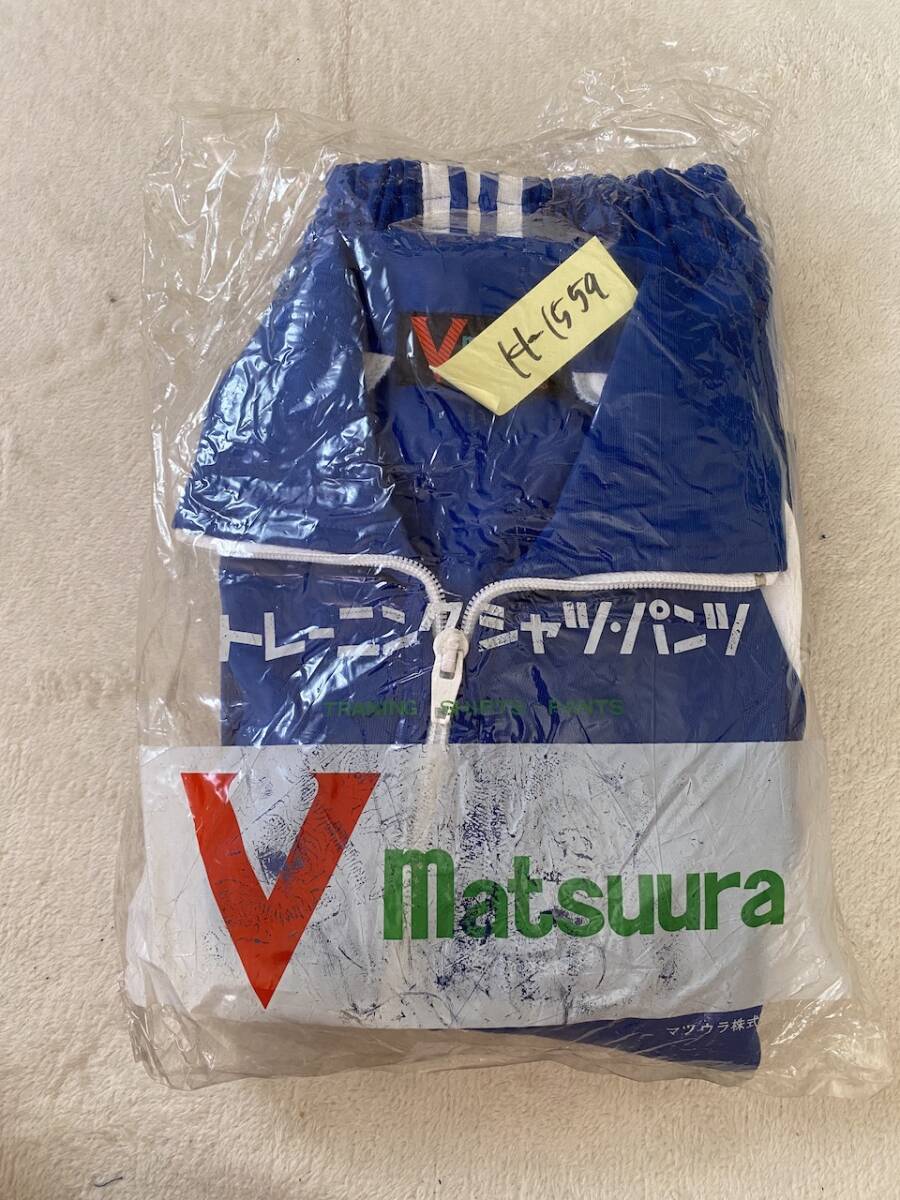 H-1559
V
トレーニングシャツ・パンツ
TRAINING SHIRTS PANTS
V matsuura
マツウラ株式